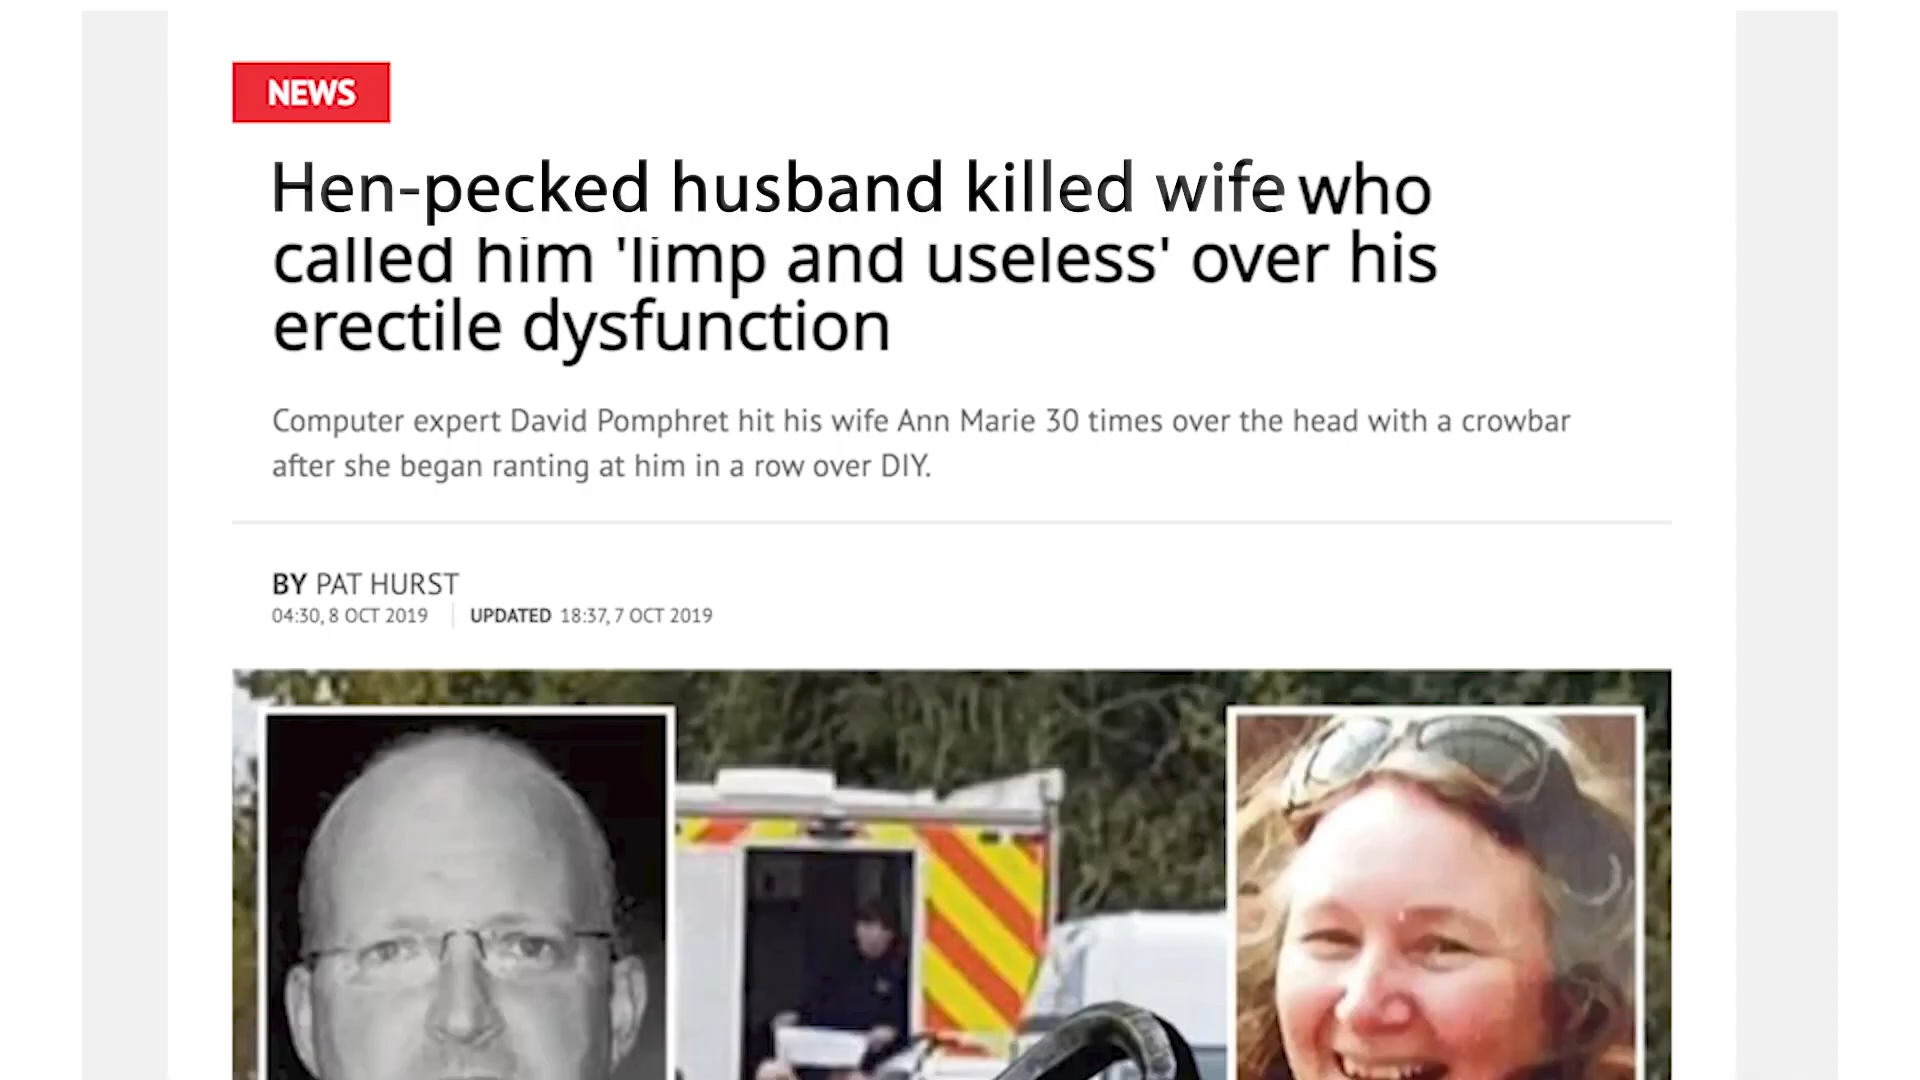 NEWS
Hen-pecked husband killed wife who
called him 'limp and useless' over his
erectile dysfunction
Computer expert David Pomphret hit his wife Ann Marie 30 times over the head with a crowbar
after she began ranting at him in a row over DIY.
BY PAT HURST
04:30, 8 OCT 2019 UPDATED 18:37, 7 OCT 2019